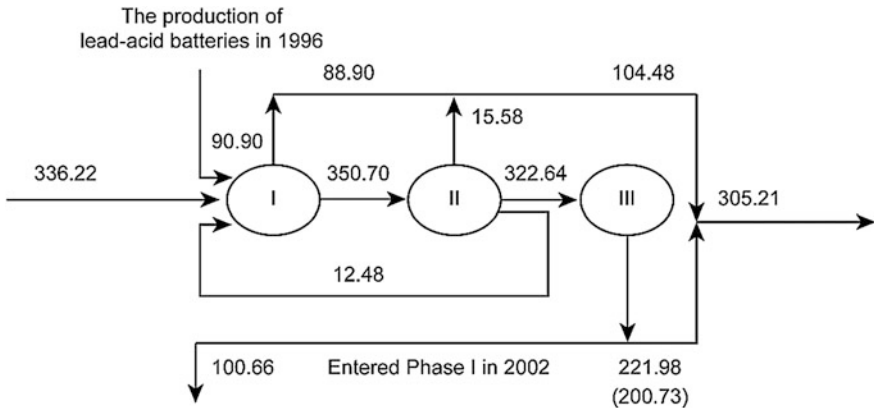 The production of
lead-acid batteries in 1996
88.90
104.48
15.58
90.90
336.22
I
350.70
II
322.64
III
305.21
12.48
100.66
Entered Phase I in 2002
221.98
(200.73)